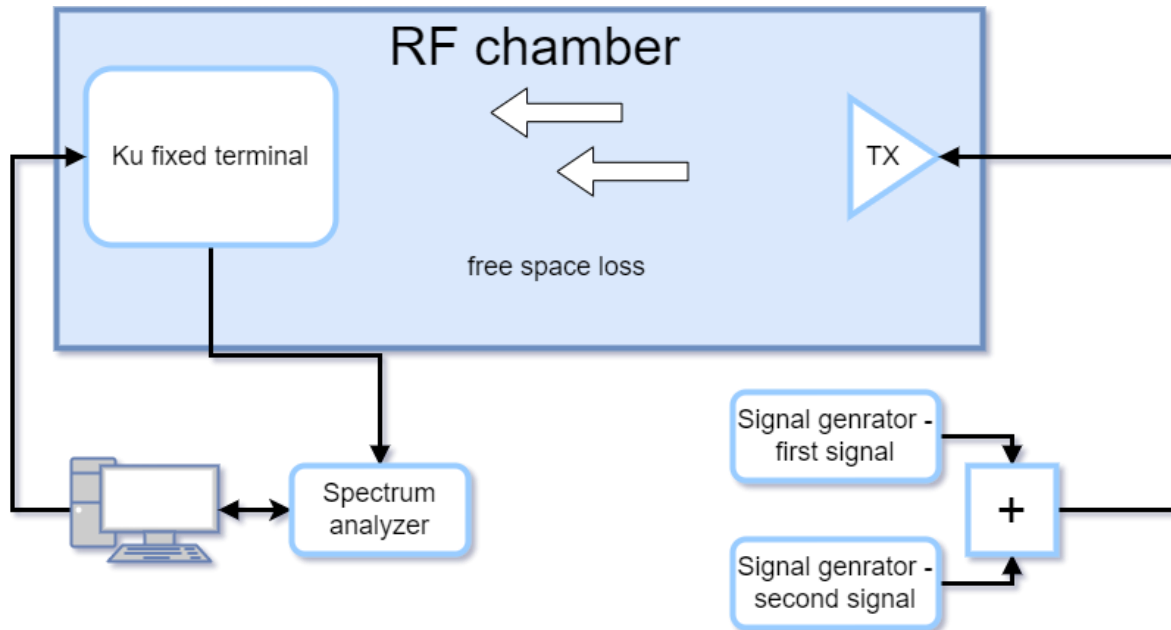 RF chamber
Ku fixed terminal
TX
free space loss
Signal genrator -
first signal
Spectrum
analyzer
+
Signal genrator -
second signal